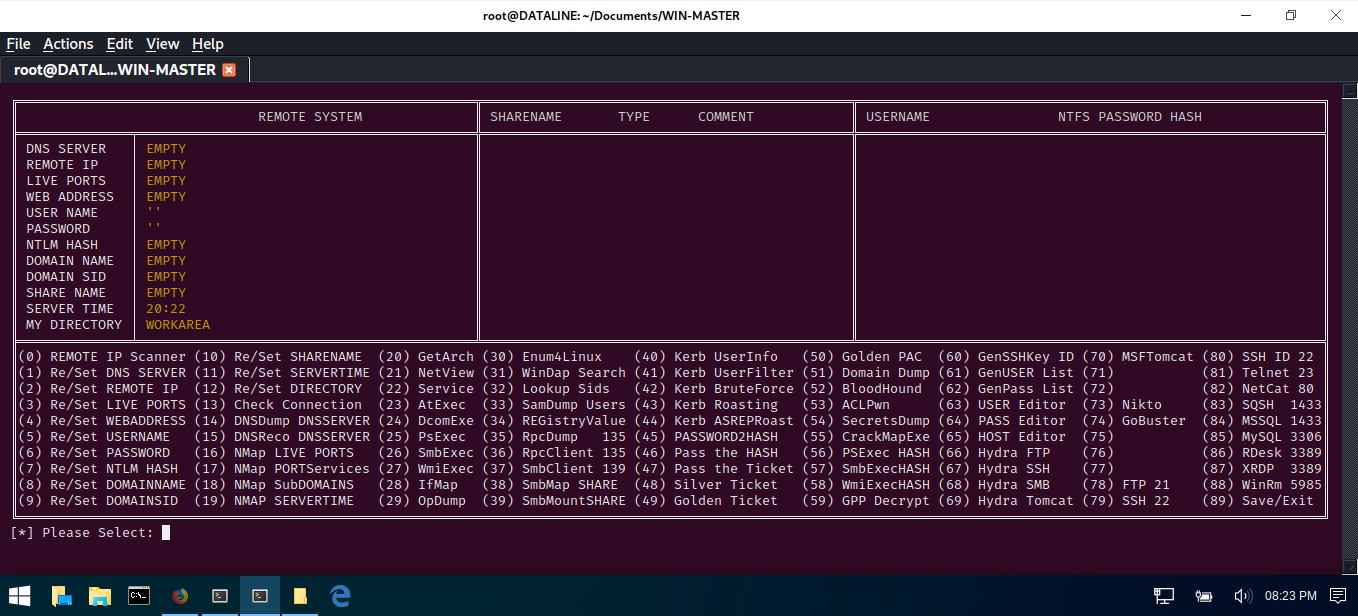 root@DATALINE: ~/Documents/WIN-MASTER
File Actions Edit View Help
root@DATAL...WIN-MASTER
REMOTE SYSTEM SHARENAME TYPE COMMENT USERNAME NTFS PASSWORD HASH
DNS SERVER EMPTY
REMOTE IP EMPTY
LIVE PORTS EMPTY
WEB ADDRESS EMPTY
USER NAME ''
PASSWORD ''
NTLM HASH EMPTY
DOMAIN NAME EMPTY
DOMAIN SID EMPTY
SHARE NAME EMPTY
SERVER TIME 20:22
MY DIRECTORY WORKAREA
(0) REMOTE IP Scanner (10) Re/Set SHARENAME (20) GetArch (30) Enum4Linux (40) Kerb UserInfo (50) Golden PAC (60) GenSSHKey ID (70) MSFTomcat (80) SSH ID 22
(1) Re/Set DNS SERVER (11) Re/Set SERVERTIME (21) NetView (31) WinDap Search (41) Kerb UserFilter (51) Domain Dump (61) GenUSER List (71) (81) Telnet 23
(2) Re/Set REMOTE IP (12) Re/Set DIRECTORY (22) Service (32) Lookup Sids (42) Kerb BruteForce (52) BloodHound (62) GenPass List (72) (82) NetCat 80
(3) Re/Set LIVE PORTS (13) Check Connection (23) AtExec (33) SamDump Users (43) Kerb Roasting (53) ACLPwn (63) USER Editor (73) Nikto (83) SQSH 1433
(4) Re/Set WEBADDRESS (14) DNSDump DNSSERVER (24) DcomExe (34) REGistryValue (44) Kerb ASREPRoast (54) SecretsDump (64) PASS Editor (74) GoBuster (84) MSSQL 1433
(5) Re/Set USERNAME (15) DNSReco DNSSERVER (25) PsExec (35) RpcDump 135 (45) PASSWORD2HASH (55) CrackMapExe (65) HOST Editor (75) (85) MySQL 3306
(6) Re/Set PASSWORD (16) NMap LIVE PORTS (26) SmbExec (36) RpcClient 135 (46) Pass the HASH (56) PSExec HASH (66) Hydra FTP (76) (86) RDesk 3389
(7) Re/Set NTLM HASH (17) NMap PORTServices (27) WmiExec (37) SmbClient 139 (47) Pass the Ticket (57) SmbExecHASH (67) Hydra SSH (77) (87) XRDP 3389
(8) Re/Set DOMAINNAME (18) NMap SubDOMAINS (28) IfMap (38) SmbMap SHARE (48) Silver Ticket (58) WmiExecHASH (68) Hydra SMB (78) FTP 21 (88) WinRm 5985
(9) Re/Set DOMAINSID (19) NMAP SERVERTIME (29) OpDump (39) SmbMountSHARE (49) Golden Ticket (59) GPP Decrypt (69) Hydra Tomcat (79) SSH 22 (89) Save/Exit
[*] Please Select:
08:23 PM